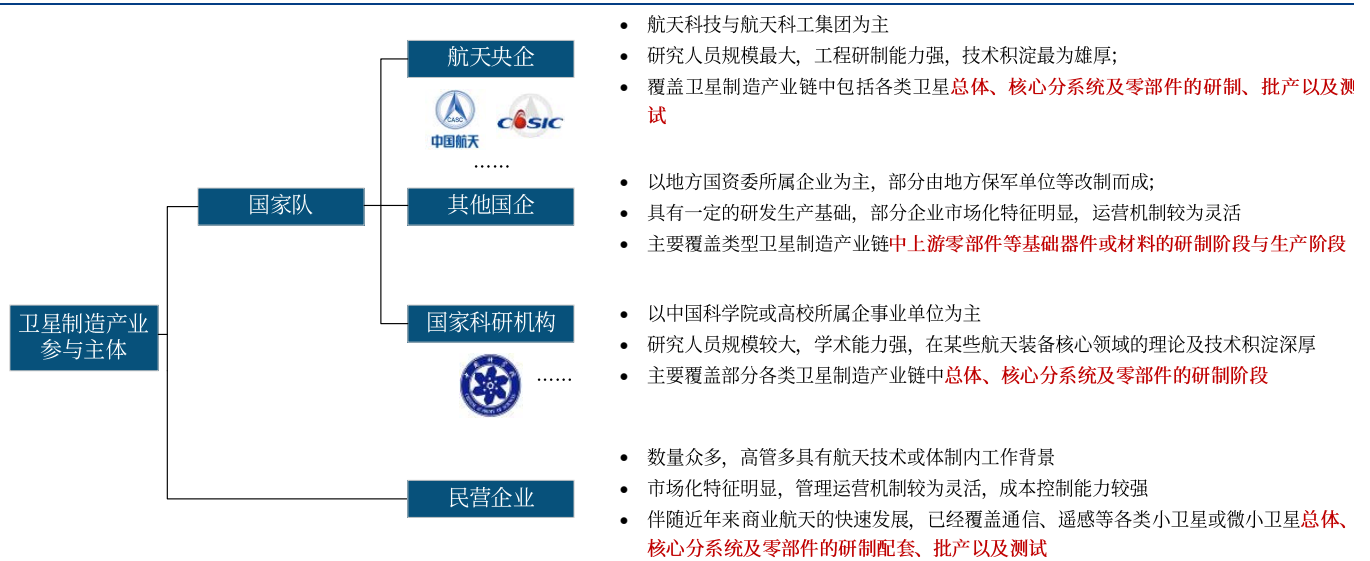 航天央企
CASC
中国航天
CASIC
……
航天科技与航天科工集团为主
研究人员规模最大，工程研制能力强，技术积淀最为雄厚；
覆盖卫星制造产业链中包括各类卫星总体、核心分系统及零部件的研制、批产以及测
试
国家队
其他国企
以地方国资委所属企业为主，部分由地方保军单位等改制而成；
具有一定的研发生产基础，部分企业市场化特征明显，运营机制较为灵活
主要覆盖类型卫星制造产业链中上游零部件等基础器件或材料的研制阶段与生产阶段
卫星制造产业
参与主体
国家科研机构
……
以中国科学院或高校所属企事业单位为主
研究人员规模较大，学术能力强，在某些航天装备核心领域的理论及技术积淀深厚
主要覆盖部分各类卫星制造产业链中总体、核心分系统及零部件的研制阶段
民营企业
数量众多，高管多具有航天技术或体制内工作背景
市场化特征明显，管理运营机制较为灵活，成本控制能力较强
伴随近年来商业航天的快速发展，已经覆盖通信、遥感等各类小卫星或微小卫星总体、
核心分系统及零部件的研制配套、批产以及测试